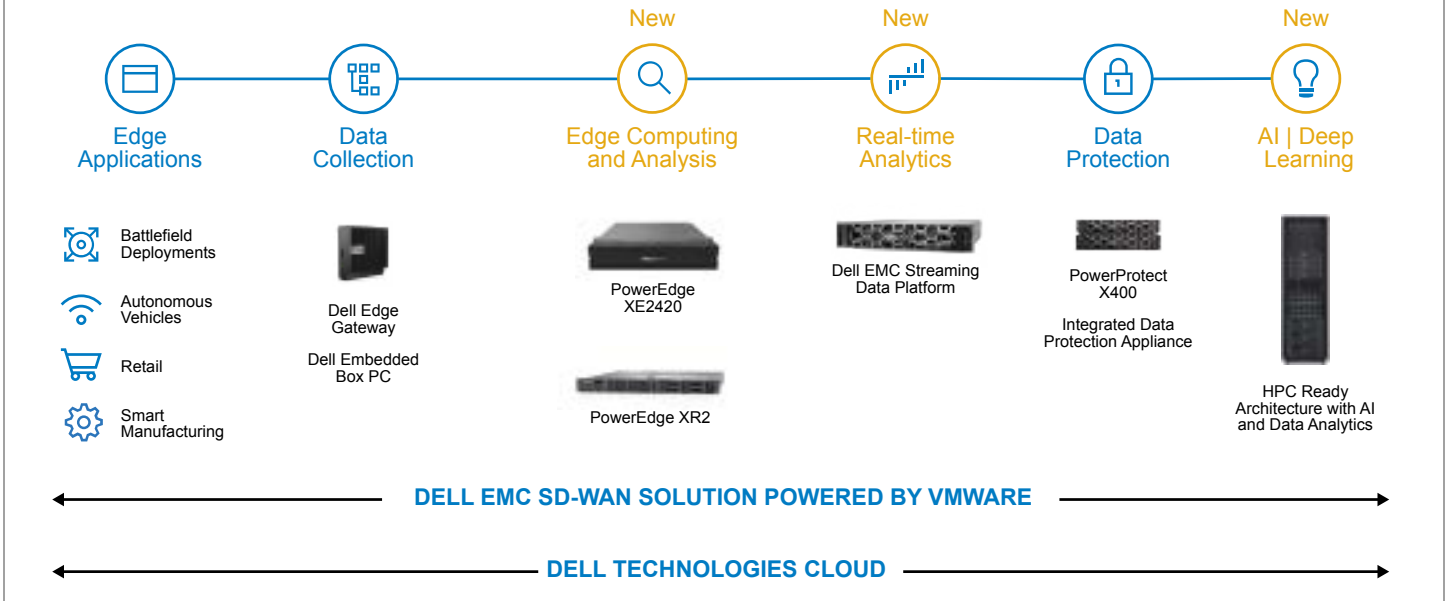 New
New
New
Edge
Applications
Data
Collection
Edge Computing
and Analysis
Real-time
Analytics
Data
Protection
AI | Deep
Learning
Battlefield
Deployments
Autonomous
Vehicles
Retail
Smart
Manufacturing
Dell Edge
Gateway
Dell Embedded
Box PC
PowerEdge
XE2420
PowerEdge XR2
Dell EMC Streaming
Data Platform
PowerProtect
X400
Integrated Data
Protection Appliance
HPC Ready
Architecture with AI
and Data Analytics
DELL EMC SD-WAN SOLUTION POWERED BY VMWARE
DELL TECHNOLOGIES CLOUD